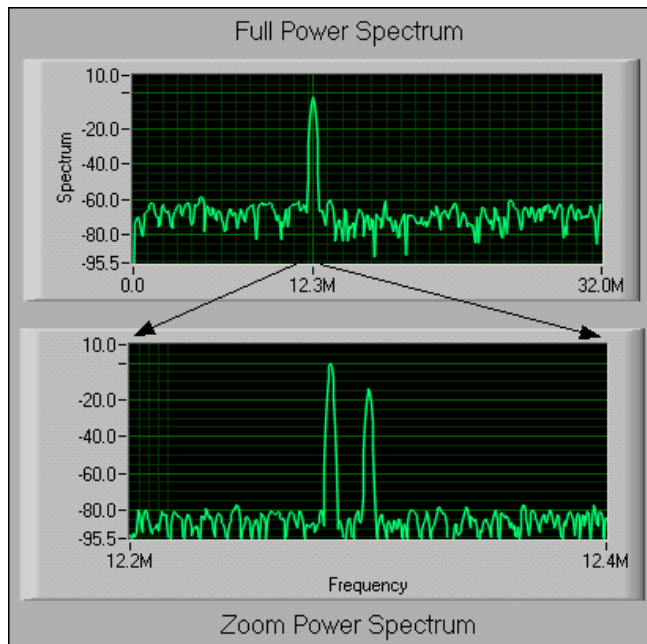 Full Power Spectrum
Spectrum
10.0
-20.0
-40.0
-60.0
-80.0
-95.5
0.0 12.3M 32.0M
10.0
-20.0
-40.0
-60.0
-80.0
-95.5
12.2M 12.4M
Frequency
Zoom Power Spectrum